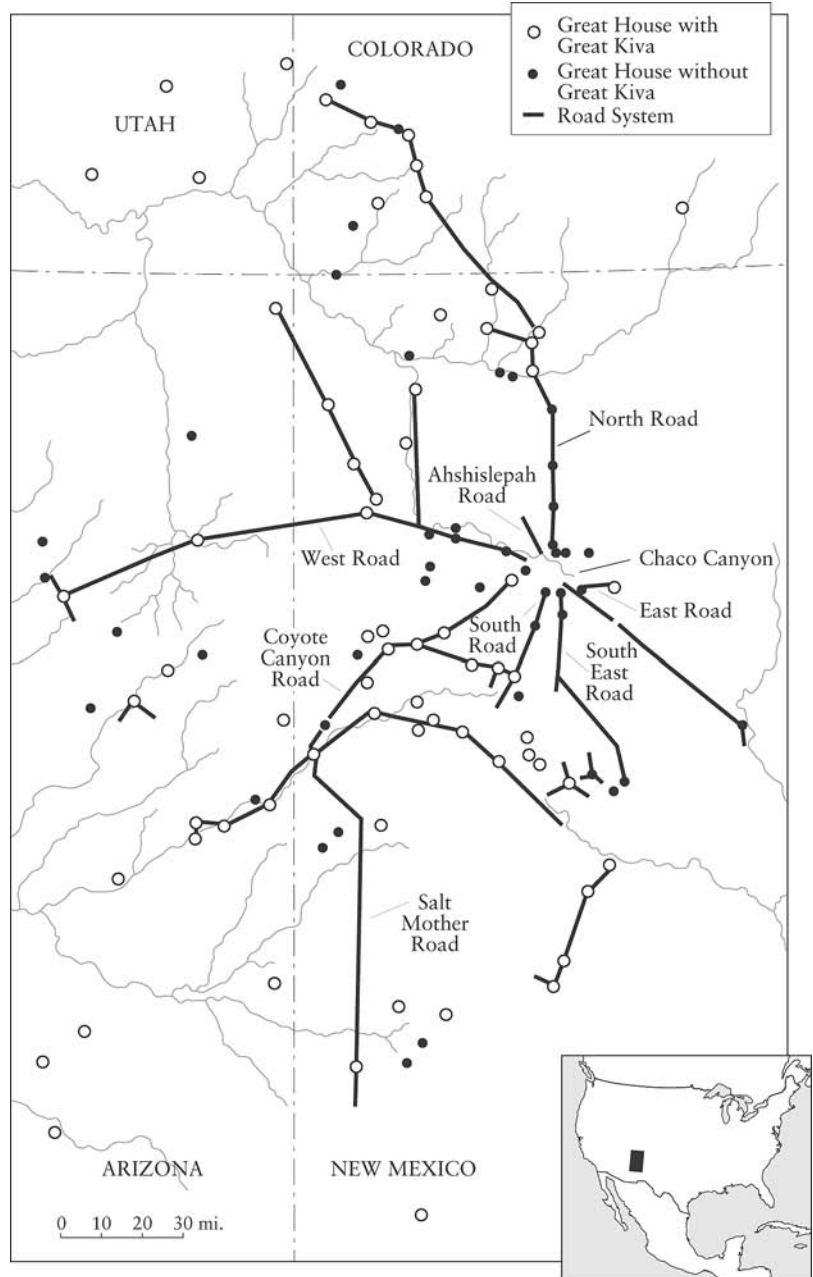 COLORADO
Great House with
Great Kiva
Great House without
Great Kiva
Road System
UTAH
North Road
Ahshislepah
Road
West Road
Chaco Canyon
East Road
South
Road
South
East
Road
Coyote
Canyon
Road
Salt
Mother
Road
ARIZONA
NEW MEXICO
0 10 20 30 mi.